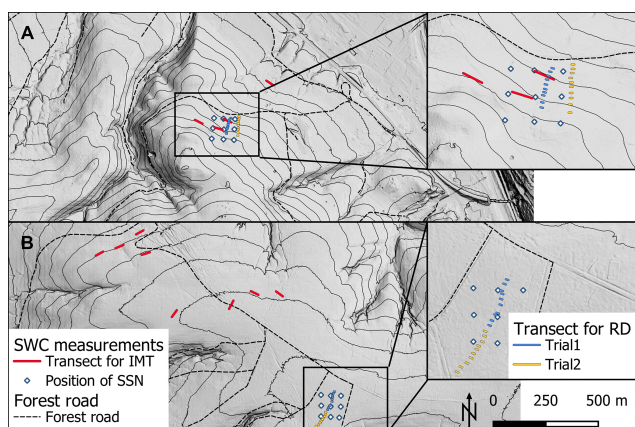 A
B
SWC measurements
Transect for IMT
Position of SSN
Forest road
Forest road
Transect for RD
Trial1
Trial2
N
0 250 500 m